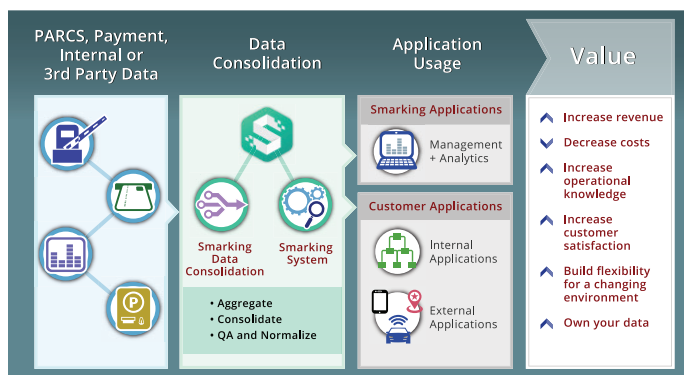 PARCS, Payment,
Internal or
3rd Party Data
Data
Consolidation
Application
Usage
Value
Smarking
Data
Consolidation
Smarking
System
• Aggregate
• Consolidate
• QA and Normalize
Smarking Applications
Management
+ Analytics
Customer Applications
Internal
Applications
External
Applications
Increase revenue
Decrease costs
Increase
operational
knowledge
Increase
customer
satisfaction
Build flexibility
for a changing
environment
Own your data
P